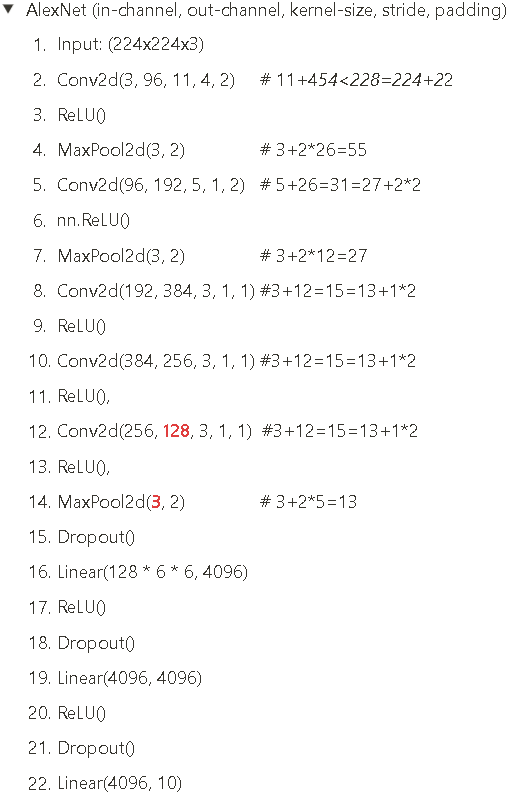 ▼ AlexNet (in-channel, out-channel, kernel-size, stride, padding)
1. Input: (224x224x3)
2. Conv2d(3, 96, 11, 4, 2) # 11+454<228=224+22
3. ReLU()
4. MaxPool2d(3, 2) # 3+2*26=55
5. Conv2d(96, 192, 5, 1, 2) # 5+26=31=27+2*2
6. nn.ReLU()
7. MaxPool2d(3, 2) # 3+2*12=27
8. Conv2d(192, 384, 3, 1, 1) #3+12=15=13+1*2
9. ReLU()
10. Conv2d(384, 256, 3, 1, 1) #3+12=15=13+1*2
11. ReLU(),
12. Conv2d(256, 128, 3, 1, 1) #3+12=15=13+1*2
13. ReLU(),
14. MaxPool2d(3, 2) # 3+2*5=13
15. Dropout()
16. Linear(128 * 6 * 6, 4096)
17. ReLU()
18. Dropout()
19. Linear(4096, 4096)
20. ReLU()
21. Dropout()
22. Linear(4096, 10)